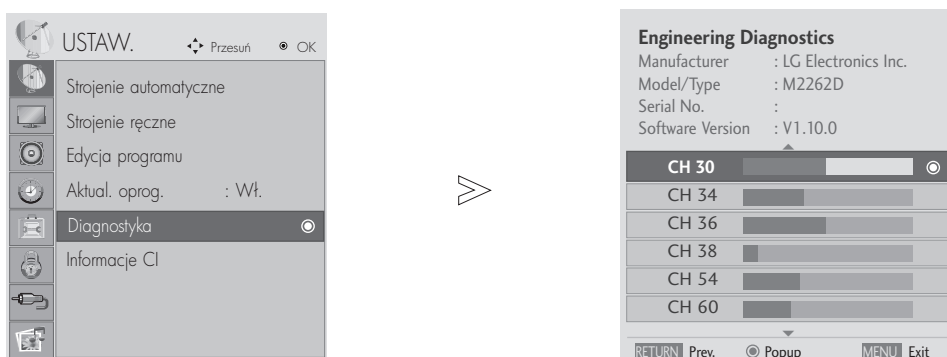 USTAW. Przesuń OK
Strojenie automatyczne
Strojenie ręczne
Edycja programu
Aktual. oprog. : Wł.
Diagnostyka
Informacje CI
Engineering Diagnostics
Manufacturer : LG Electronics Inc.
Model/Type : M2262D
Serial No. :
Software Version : V1.10.0
CH 30
CH 34
CH 36
CH 38
CH 54
CH 60
RETURN Prev. Popup MENU Exit